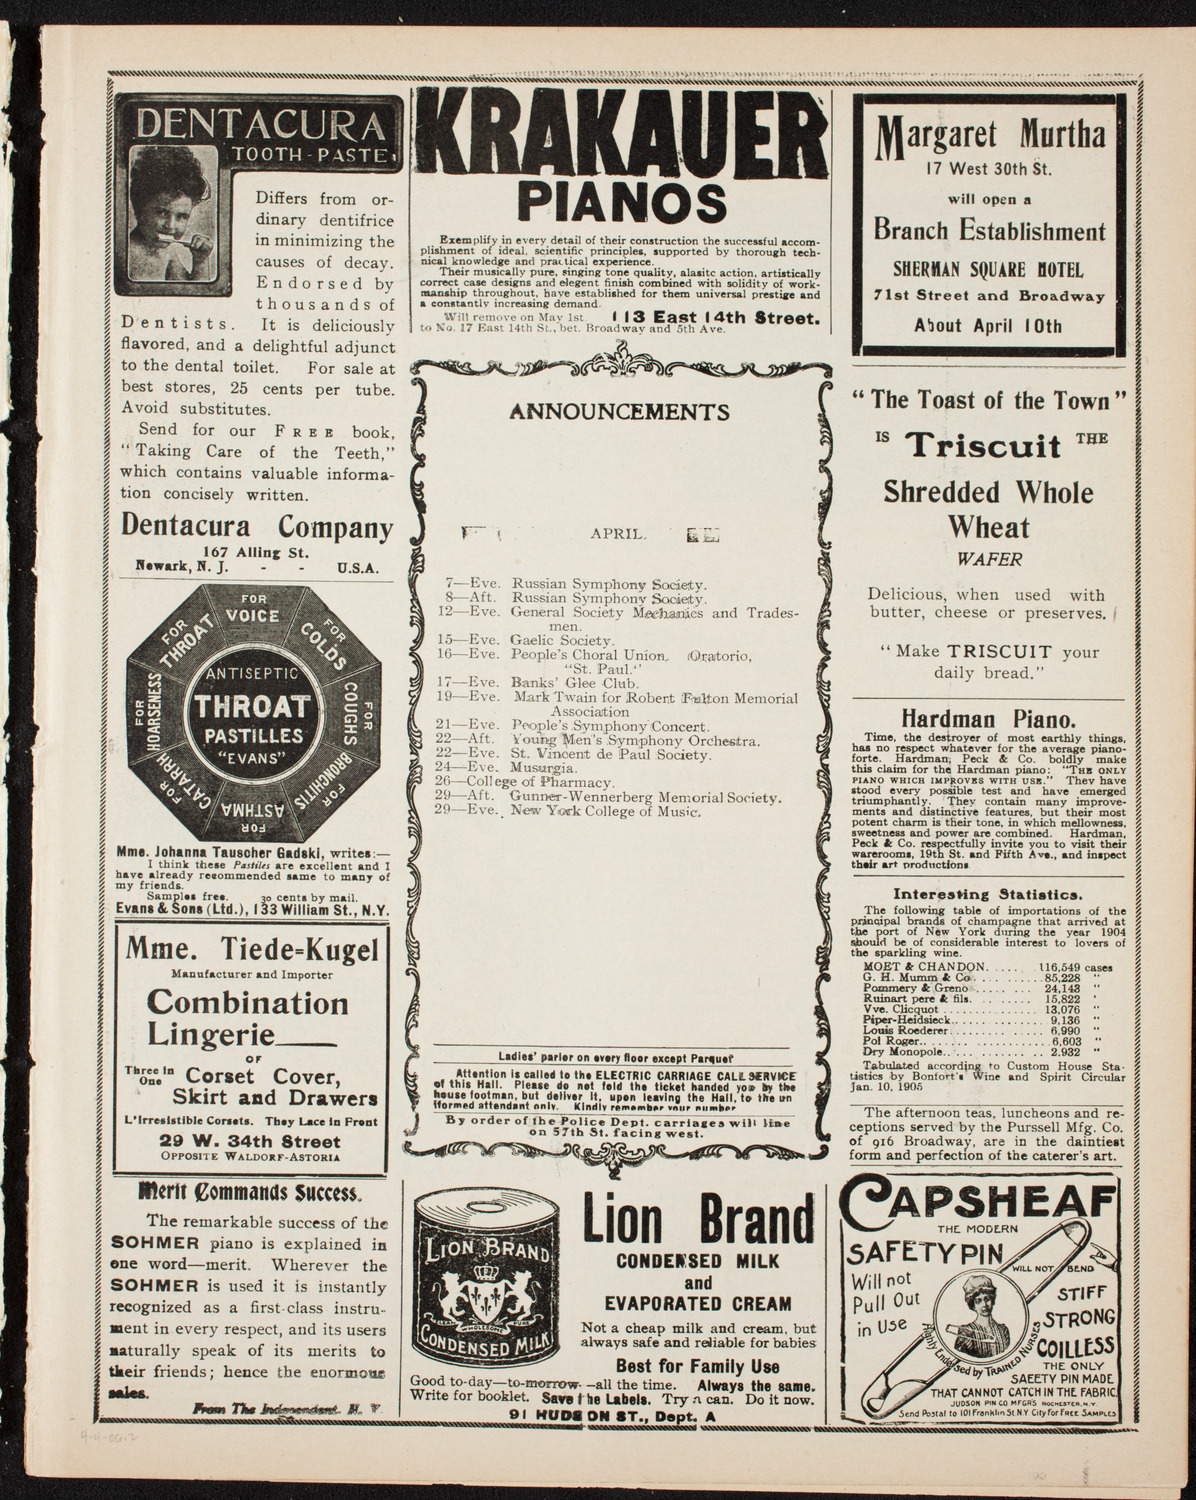 DENTACURA
TOOTH-PASTE
Differs from or-
dinary dentifrice
in minimizing the
causes of decay.
Endorsed by
thousands of
Dentists. It is deliciously
flavored, and a delightful adjunct
to the dental toilet. For sale at
best stores, 25 cents per tube.
Avoid substitutes.
Send for our FREE book,
"Taking Care of the Teeth,"
which contains valuable informa-
tion concisely written.
Dentacura Company
167 Alling St.
Newark, N. J. - - U.S.A.
FOR VOICE
FOR COLDS
FOR COUGHS
FOR BRONCHITIS
FOR ASTHMA
FOR CATARRH
FOR HOARSENESS
FOR THROAT
ANTISEPTIC
THROAT
PASTILLES
"EVANS"
Mme. Johanna Tauscher Gadski, writes:—
I think these Pastiles are excellent and I
have already recommended same to many of
my friends.
Samples free. 30 cents by mail.
Evans & Sons (Ltd.), 133 William St., N.Y.
Mme. Tiede=Kugel
Manufacturer and Importer
Combination
Lingerie
OF
Three In
One
Corset Cover,
Skirt and Drawers
L'Irresistible Corsets. They Lace In Front
29 W. 34th Street
OPPOSITE WALDORF-ASTORIA
Merit Commands Success.
The remarkable success of the
SOHMER piano is explained in
one word—merit. Wherever the
SOHMER is used it is instantly
recognized as a first-class instru-
ment in every respect, and its users
naturally speak of its merits to
their friends; hence the enormous
sales.
From The Independent. N. Y.
KRAKAUER
PIANOS
Exemplify in every detail of their construction the successful accom-
plishment of ideal, scientific principles, supported by thorough tech-
nical knowledge and practical experience.
Their musically pure, singing tone quality, alasitc action, artistically
correct case designs and elegent finish combined with solidity of work-
manship throughout, have established for them universal prestige and
a constantly increasing demand.
Will remove on May 1st. 113 East 14th Street.
to No. 17 East 14th St., bet. Broadway and 5th Ave.
ANNOUNCEMENTS
APRIL.
7—Eve. Russian Symphony Society.
8—Aft. Russian Symphony Society.
12—Eve. General Society Mechanics and Trades-
men.
15—Eve. Gaelic Society.
16—Eve. People's Choral Union. Oratorio,
"St. Paul."
17—Eve. Banks' Glee Club.
19—Eve. Mark Twain for Robert Fulton Memorial
Association
21—Eve. People's Symphony Concert.
22—Aft. Young Men's Symphony Orchestra.
22—Eve. St. Vincent de Paul Society.
24—Eve. Musurgia.
26—College of Pharmacy.
29—Aft. Gunner-Wennerberg Memorial Society.
29—Eve. New York College of Music.
Ladies' parlor on every floor except Parquet
Attention is called to the ELECTRIC CARRIAGE CALL SERVICE
of this Hall. Please do not fold the ticket handed you by the
house footman, but deliver it, upon leaving the Hall, to the un
iformed attendant only. Kindly remember your number
By order of the Police Dept. carriages will line
on 57th St. facing west.
LION BRAND
CLEAN WHOLESOME PURE
CONDENSED MILK
Lion Brand
CONDENSED MILK
and
EVAPORATED CREAM
Not a cheap milk and cream, but
always safe and reliable for babies
Best for Family Use
Good to-day—to-morrow—all the time. Always the same.
Write for booklet. Save the Labels. Try a can. Do it now.
91 HUDSON ST., Dept. A
Margaret Murtha
17 West 30th St.
will open a
Branch Establishment
SHERMAN SQUARE HOTEL
71st Street and Broadway
About April 10th
"The Toast of the Town"
IS Triscuit THE
Shredded Whole
Wheat
WAFER
Delicious, when used with
butter, cheese or preserves.
"Make TRISCUIT your
daily bread."
Hardman Piano.
Time, the destroyer of most earthly things,
has no respect whatever for the average piano-
forte. Hardman, Peck & Co. boldly make
this claim for the Hardman piano: "THE ONLY
PIANO WHICH IMPROVES WITH USE." They have
stood every possible test and have emerged
triumphantly. They contain many improve-
ments and distinctive features, but their most
potent charm is their tone, in which mellowness,
sweetness and power are combined. Hardman,
Peck & Co. respectfully invite you to visit their
warerooms, 19th St. and Fifth Ave., and inspect
their art productions
Interesting Statistics.
The following table of importations of the
principal brands of champagne that arrived at
the port of New York during the year 1904
should be of considerable interest to lovers of
the sparkling wine.
MOET & CHANDON..... 116,549 cases
G. H. Mumm & Co.......... 85,228 "
Pommery & Greno........ 24,143 "
Ruinart pere & fils......... 15,822 "
Vve. Clicquot............... 13,076 "
Piper-Heidsieck............. 9,136 "
Louis Roederer.............. 6,990 "
Pol Roger................... 6,603 "
Dry Monopole............... 2.932 "
Tabulated according to Custom House Sta-
tistics by Bonfort's Wine and Spirit Circular
Jan. 10, 1905
The afternoon teas, luncheons and re-
ceptions served by the Purssell Mfg. Co.
of 916 Broadway, are in the daintiest
form and perfection of the caterer's art.
CAPSHEAF
THE MODERN
SAFETY PIN
WILL NOT BEND
Will not
Pull Out
in Use
STIFF
STRONG
COILLESS
Highly Endorsed by TRAINED NURSES
THE ONLY
SAFETY PIN MADE
THAT CANNOT CATCH IN THE FABRIC.
JUDSON PIN CO MFGRS ROCHESTER, N.Y.
Send Postal to 101 Franklin St N.Y City for FREE SAMPLES